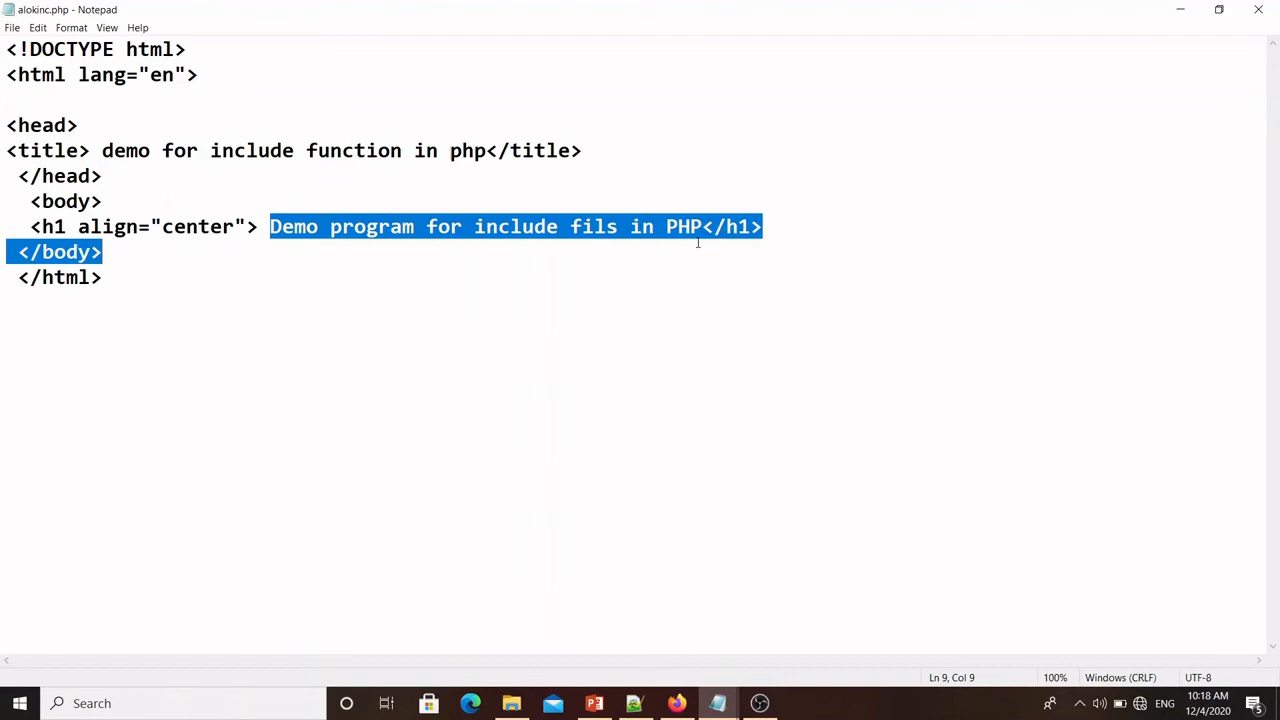 alokinc.php - Notepad
File Edit Format View Help
<!DOCTYPE html>
<html lang="en">
<head>
<title> demo for include function in php</title>
</head>
<body>
<h1 align="center"> Demo program for include fils in PHP</h1>
</body>
</html>
Ln 9, Col 9 100% Windows (CRLF) UTF-8
Search ENG 10:18 AM
12/4/2020 5